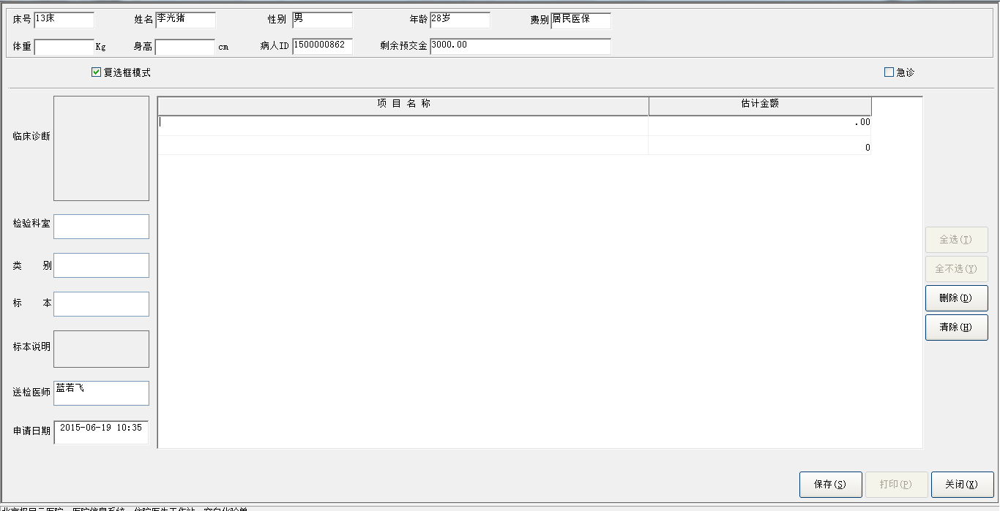 床号 13床 姓名 李光猪 性别 男 年龄 28岁 费别 居民医保
体重 Kg 身高 cm 病人ID 1500000862 剩余预交金 3000.00
复选框模式 急诊
项 目 名 称 估计金额
.00
临床诊断
0
检验科室
全选(T)
类 别
全不选(Y)
标 本
删除(D)
清除(H)
标本说明
送检医师 蓝若飞
申请日期 2015-06-19 10:35
保存(S) 打印(P) 关闭(X)